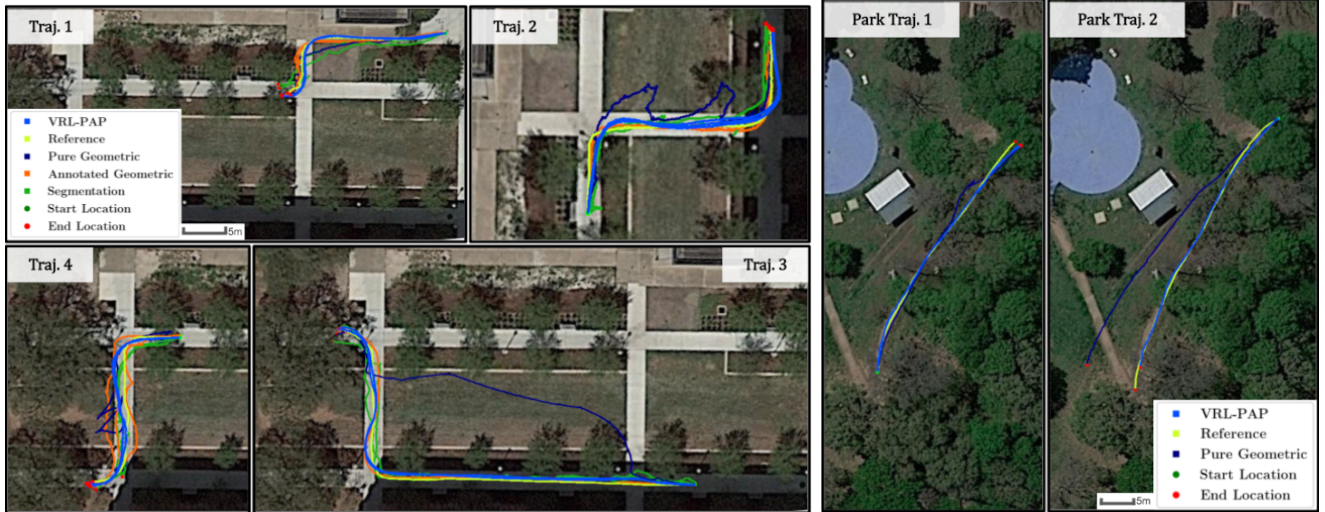 Traj. 1
VRL-PAP
Reference
Pure Geometric
Annotated Geometric
Segmentation
Start Location
End Location
5m
Traj. 2
Traj. 4
Traj. 3
Park Traj. 1
Park Traj. 2
VRL-PAP
Reference
Pure Geometric
Start Location
End Location
5m